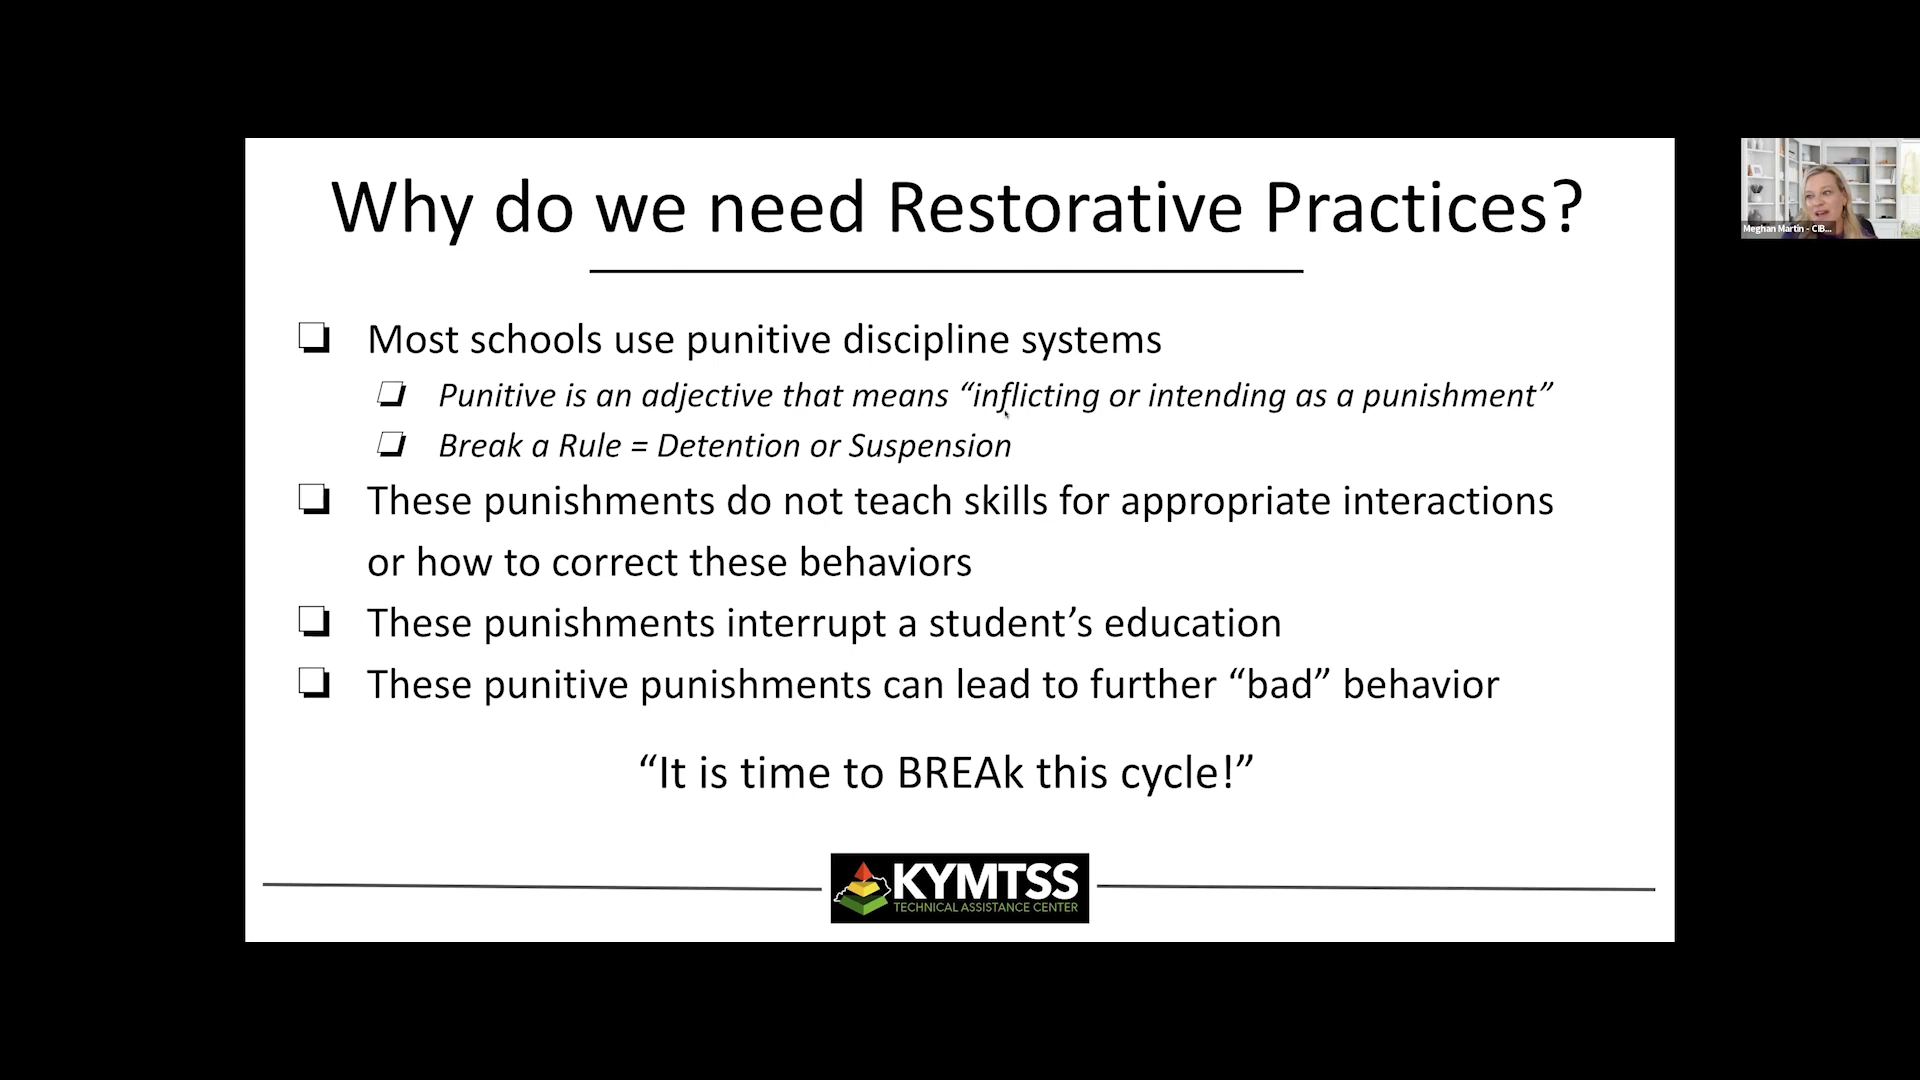 Why do we need Restorative Practices?
Most schools use punitive discipline systems
Punitive is an adjective that means “inflicting or intending as a punishment”
Break a Rule = Detention or Suspension
These punishments do not teach skills for appropriate interactions
or how to correct these behaviors
These punishments interrupt a student’s education
These punitive punishments can lead to further “bad” behavior
“It is time to BREAk this cycle!”
KYMTSS
TECHNICAL ASSISTANCE CENTER
Meghan Martin - CIB...